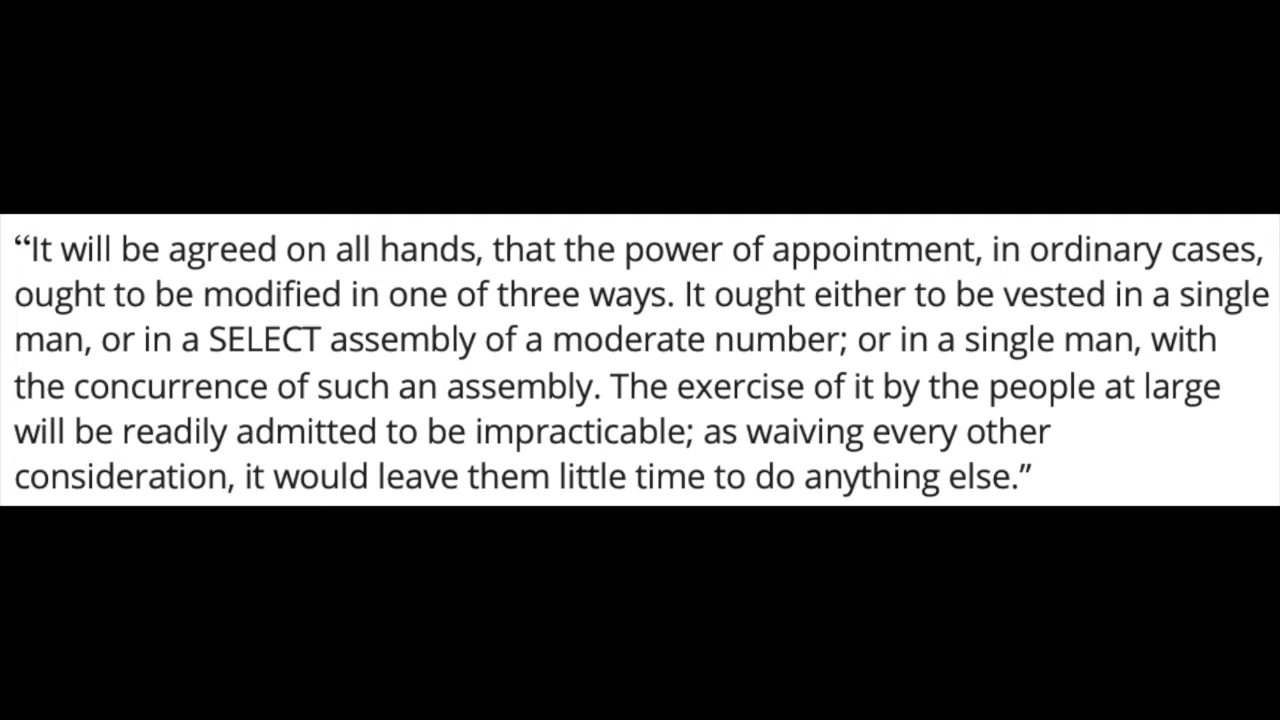 “It will be agreed on all hands, that the power of appointment, in ordinary cases,
ought to be modified in one of three ways. It ought either to be vested in a single
man, or in a SELECT assembly of a moderate number; or in a single man, with
the concurrence of such an assembly. The exercise of it by the people at large
will be readily admitted to be impracticable; as waiving every other
consideration, it would leave them little time to do anything else.”